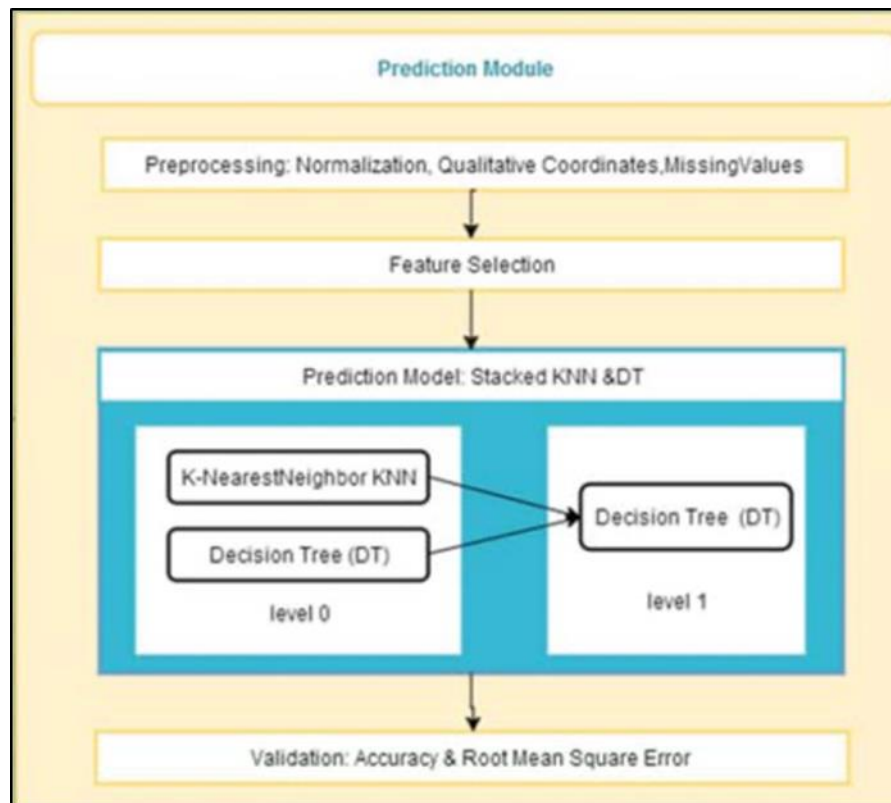 Prediction Module
Preprocessing: Normalization, Qualitative Coordinates,MissingValues
Feature Selection
Prediction Model: Stacked KNN &DT
K-NearestNeighbor KNN
Decision Tree (DT)
level 0
Decision Tree (DT)
level 1
Validation: Accuracy & Root Mean Square Error